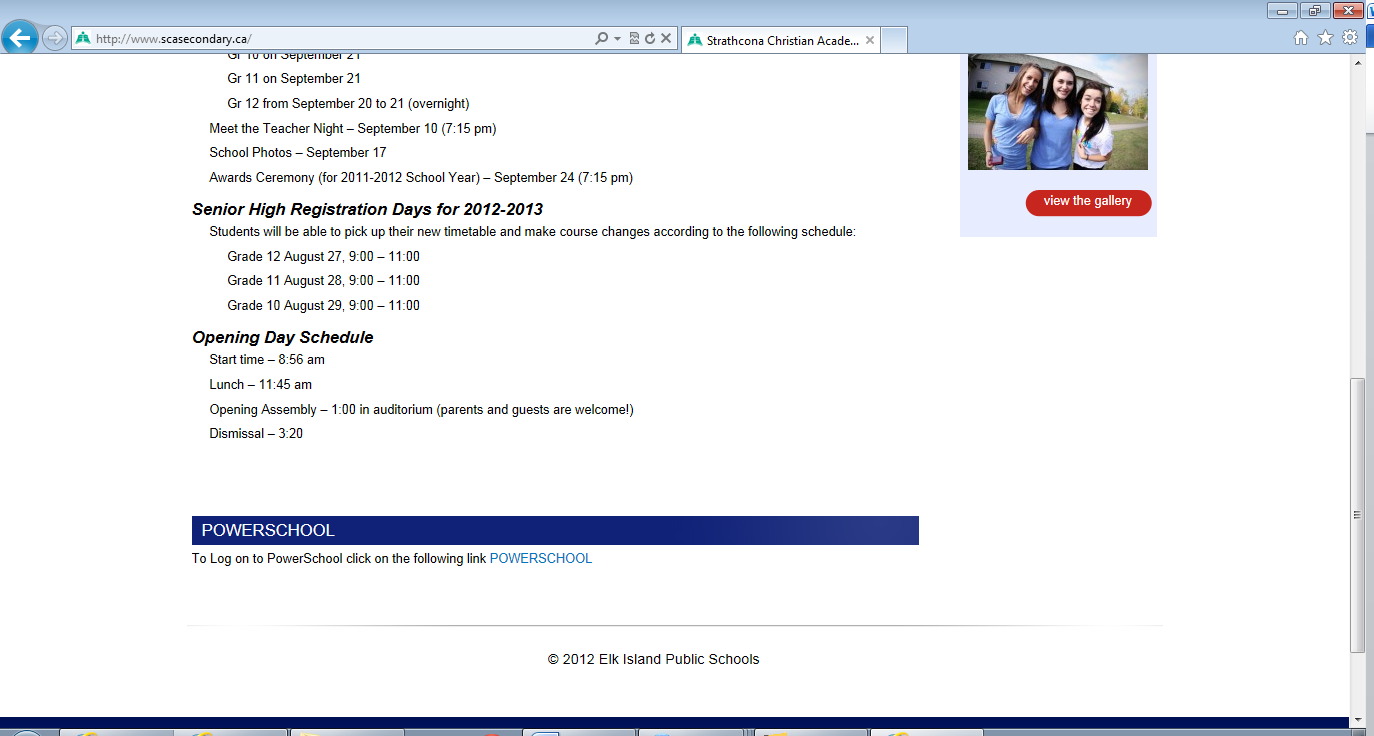 http://www.scasecondary.ca/
Strathcona Christian Acade...
Gr 10 on September 21
Gr 11 on September 21
Gr 12 from September 20 to 21 (overnight)
Meet the Teacher Night – September 10 (7:15 pm)
School Photos – September 17
Awards Ceremony (for 2011-2012 School Year) – September 24 (7:15 pm)
view the gallery
Senior High Registration Days for 2012-2013
Students will be able to pick up their new timetable and make course changes according to the following schedule:
Grade 12 August 27, 9:00 – 11:00
Grade 11 August 28, 9:00 – 11:00
Grade 10 August 29, 9:00 – 11:00
Opening Day Schedule
Start time – 8:56 am
Lunch – 11:45 am
Opening Assembly – 1:00 in auditorium (parents and guests are welcome!)
Dismissal – 3:20
POWERSCHOOL
To Log on to PowerSchool click on the following link POWERSCHOOL
© 2012 Elk Island Public Schools